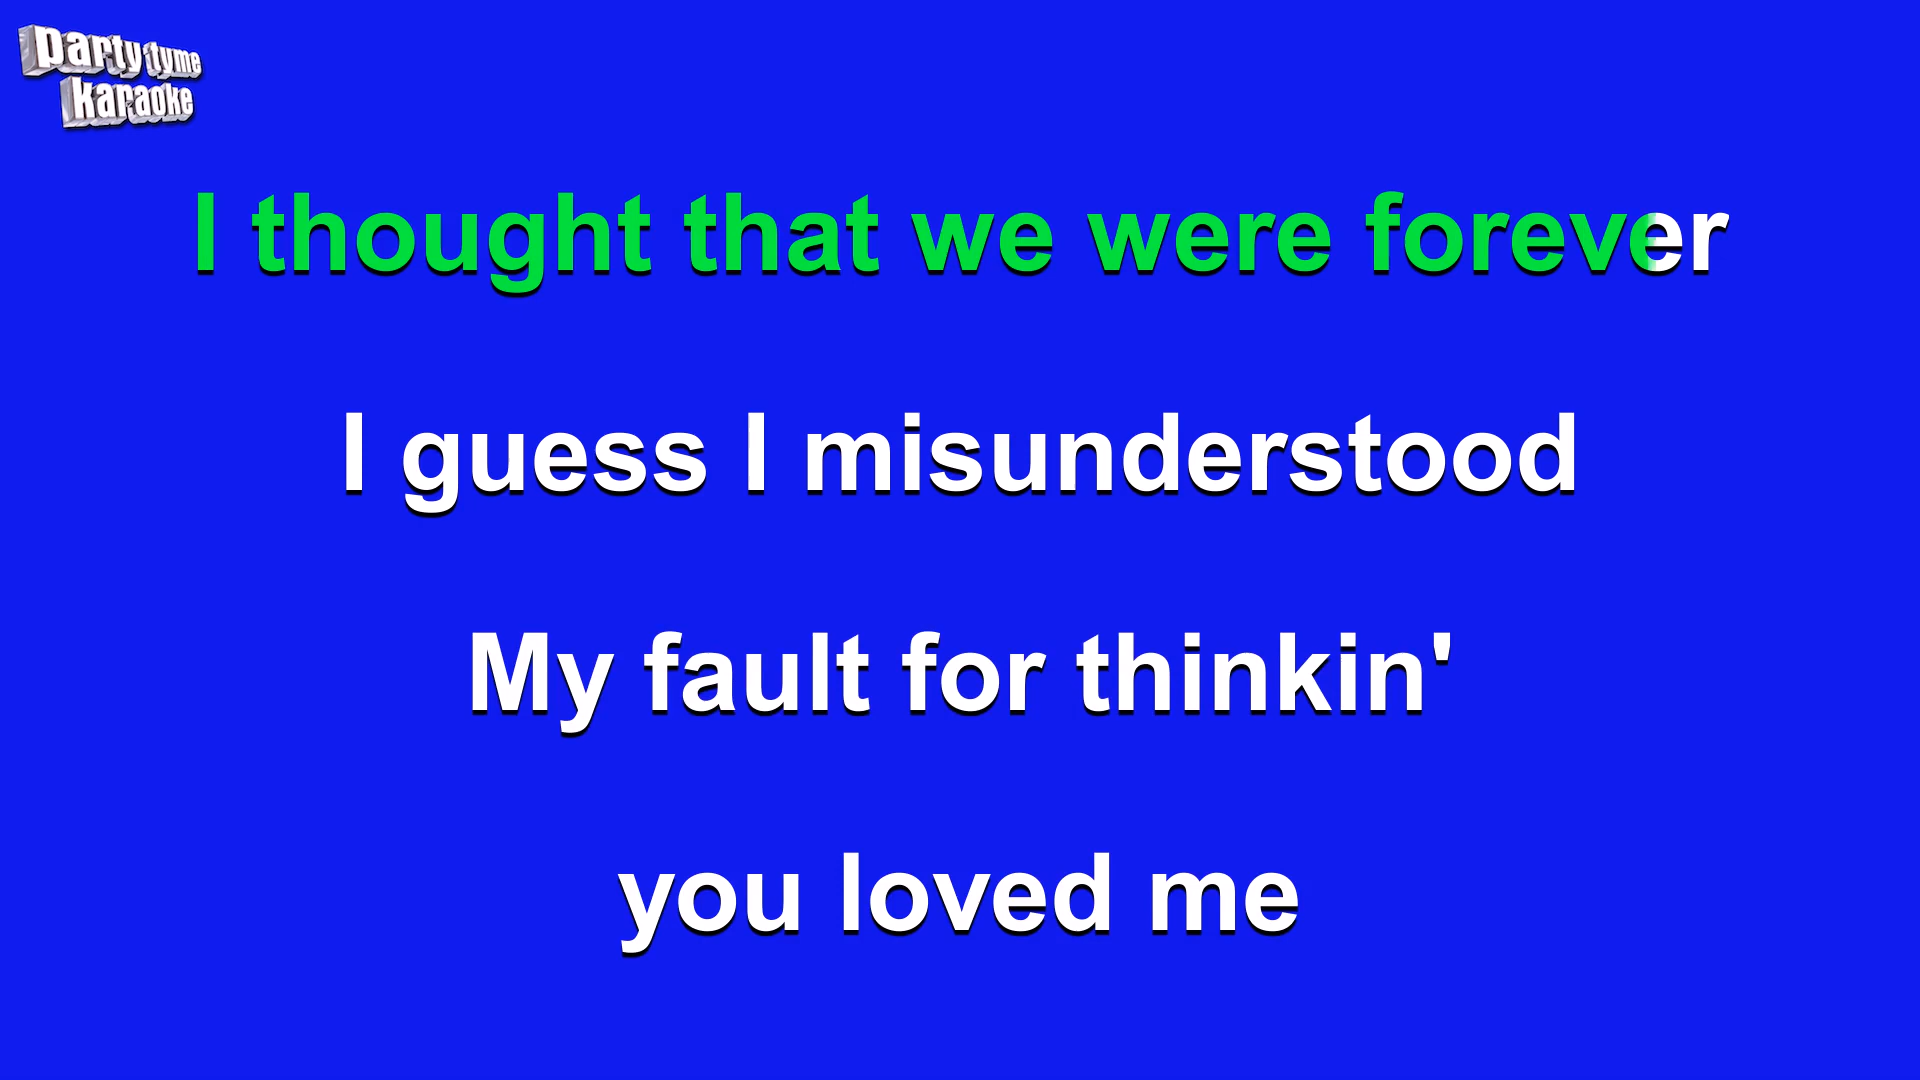 party tyme
karaoke
I thought that we were forever
I guess I misunderstood
My fault for thinkin'
you loved me